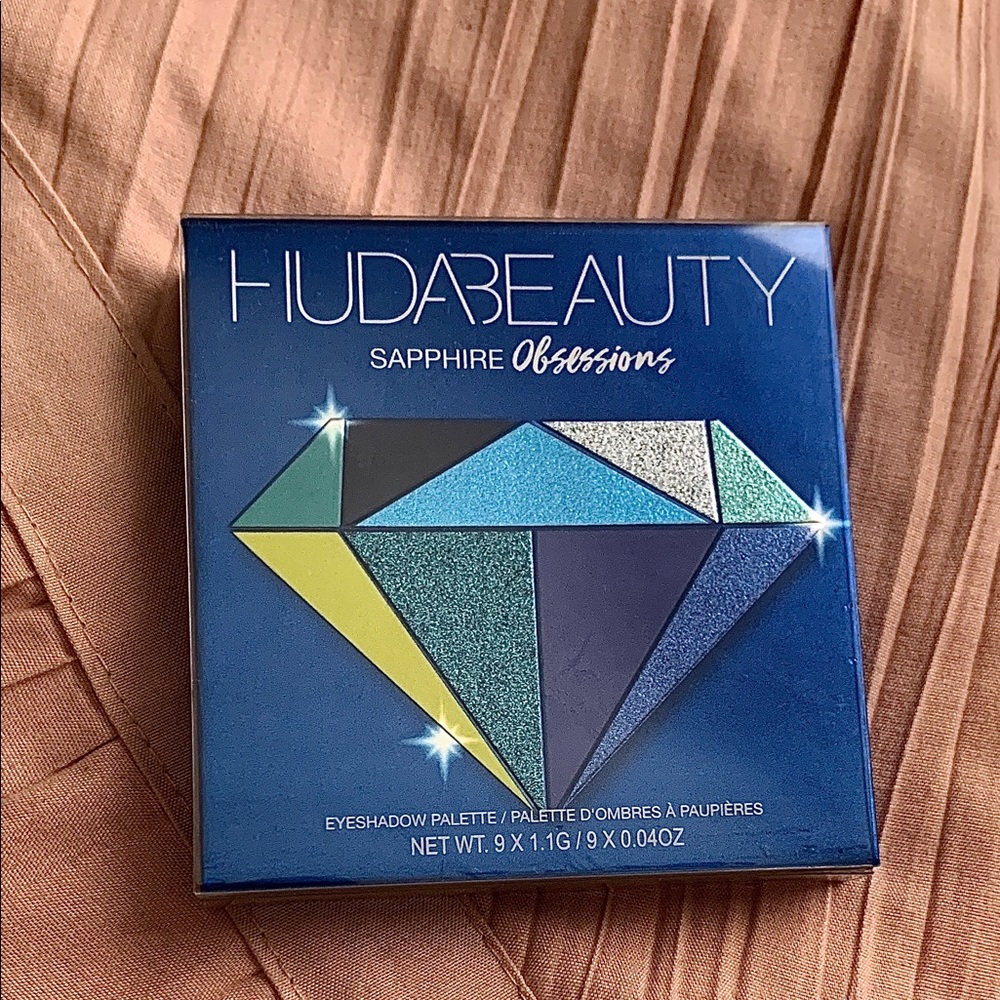 HUDABEAUTY
SAPPHIRE Obsessions
EYESHADOW PALETTE / PALETTE D'OMBRES À PAUPIÈRES
NET WT. 9 X 1.1G / 9 X 0.04OZ